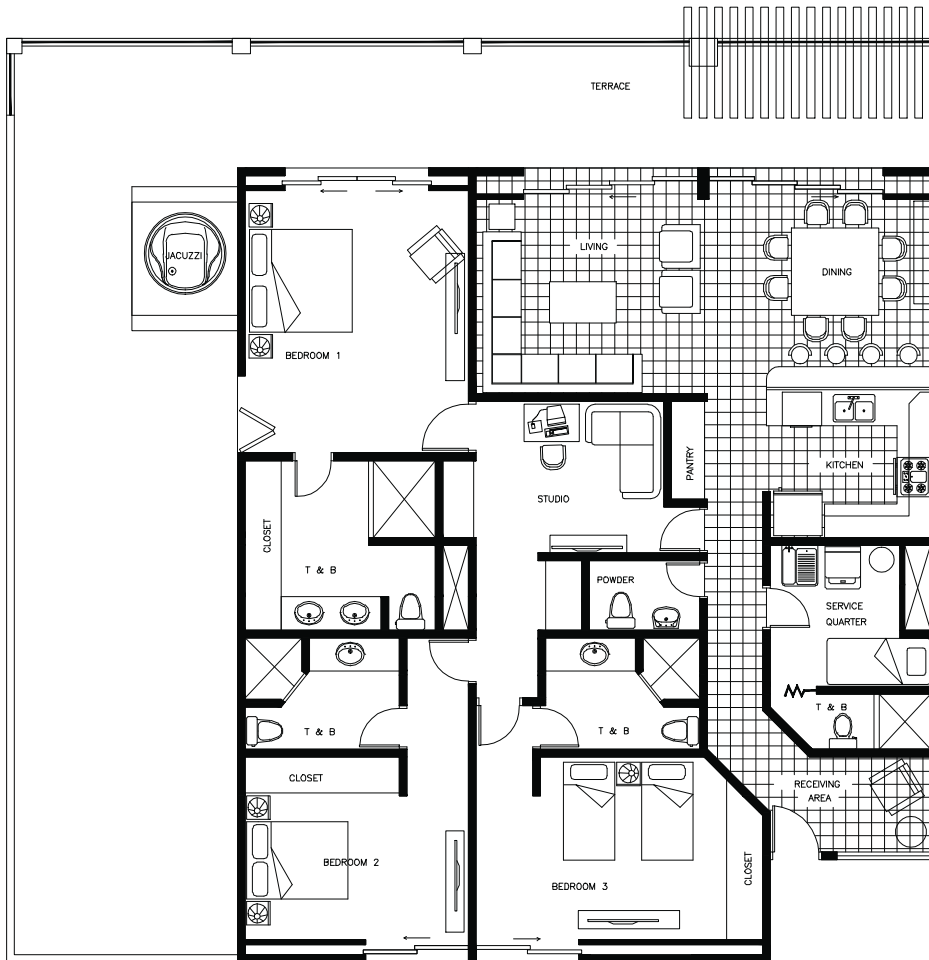 TERRACE
JACUZZI
LIVING
DINING
BEDROOM 1
PANTRY
KITCHEN
STUDIO
CLOSET
T & B
POWDER
SERVICE
QUARTER
T & B
T & B
T & B
CLOSET
RECEIVING
AREA
BEDROOM 2
BEDROOM 3
CLOSET